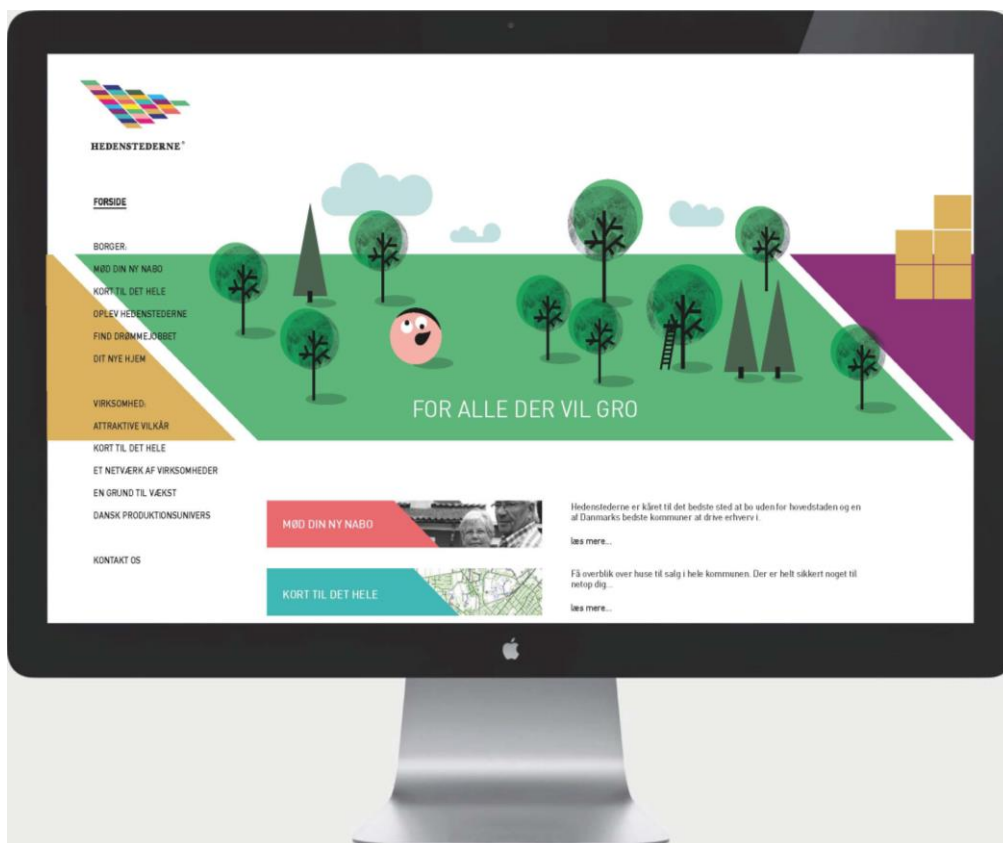 HEDENSTEDERNE®
FORSIDE
BORGER:
MØD DIN NY NABO
KORT TIL DET HELE
OPLEV HEDENSTEDERNE
FIND DRØMMEJOBBET
DIT NYE HJEM
VIRKSOMHED:
ATTRAKTIVE VILKÅR
KORT TIL DET HELE
ET NETVÆRK AF VIRKSOMHEDER
EN GRUND TIL VÆKST
DANSK PRODUKTIONSUNIVERS
KONTAKT OS
FOR ALLE DER VIL GRO
MØD DIN NY NABO
Hedenstederne er kåret til det bedste sted at bo uden for hovedstaden og en
af Danmarks bedste kommuner at drive erhverv i.
læs mere...
KORT TIL DET HELE
Få overblik over huse til salg i hele kommunen. Der er helt sikkert noget til
netop dig...
læs mere...